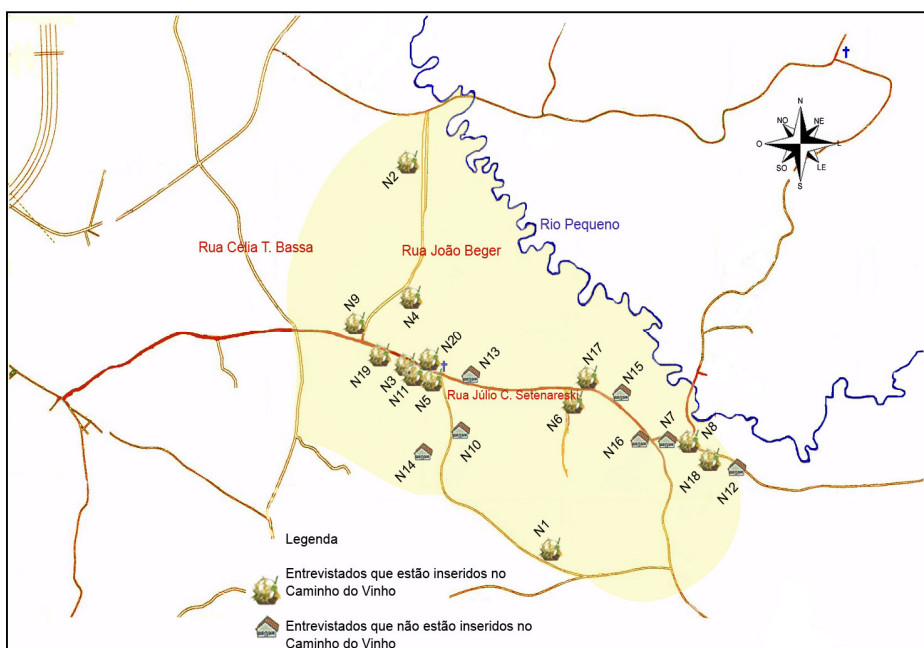 N
NO
NE
O
L
SO
LE
S
N2
Rio Pequeno
Rua Célia T. Bassa
Rua João Beger
N9
N4
N20
N19
N3
N13
N17
N11
N15
N5
Rua Júlio C. Setenareski
N6
N7
N8
N10
N16
N14
N18
N12
N1
Legenda
Entrevistados que estão inseridos no
Caminho do Vinho
Entrevistados que não estão inseridos no
Caminho do Vinho